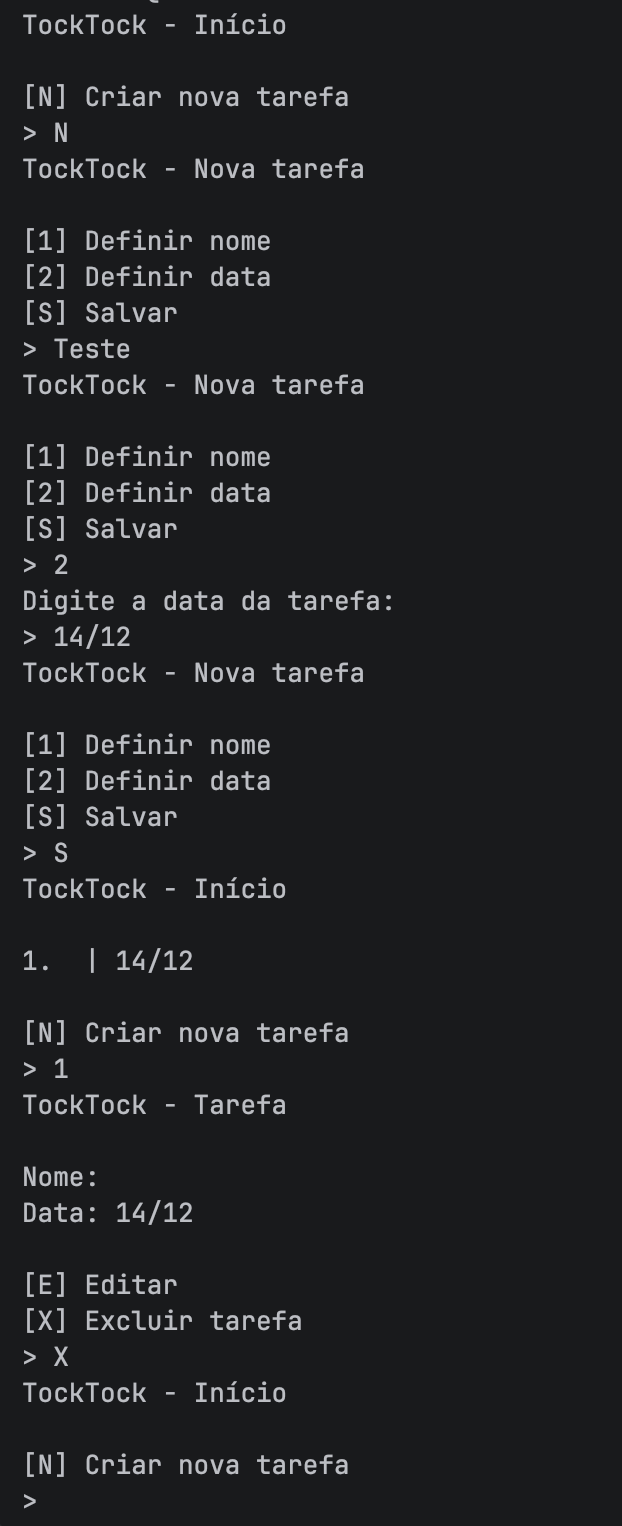 TockTock - Início
[N] Criar nova tarefa
> N
TockTock - Nova tarefa
[1] Definir nome
[2] Definir data
[S] Salvar
> Teste
TockTock - Nova tarefa
[1] Definir nome
[2] Definir data
[S] Salvar
> 2
Digite a data da tarefa:
> 14/12
TockTock - Nova tarefa
[1] Definir nome
[2] Definir data
[S] Salvar
> S
TockTock - Início
1.  | 14/12
[N] Criar nova tarefa
> 1
TockTock - Tarefa
Nome:
Data: 14/12
[E] Editar
[X] Excluir tarefa
> X
TockTock - Início
[N] Criar nova tarefa
>